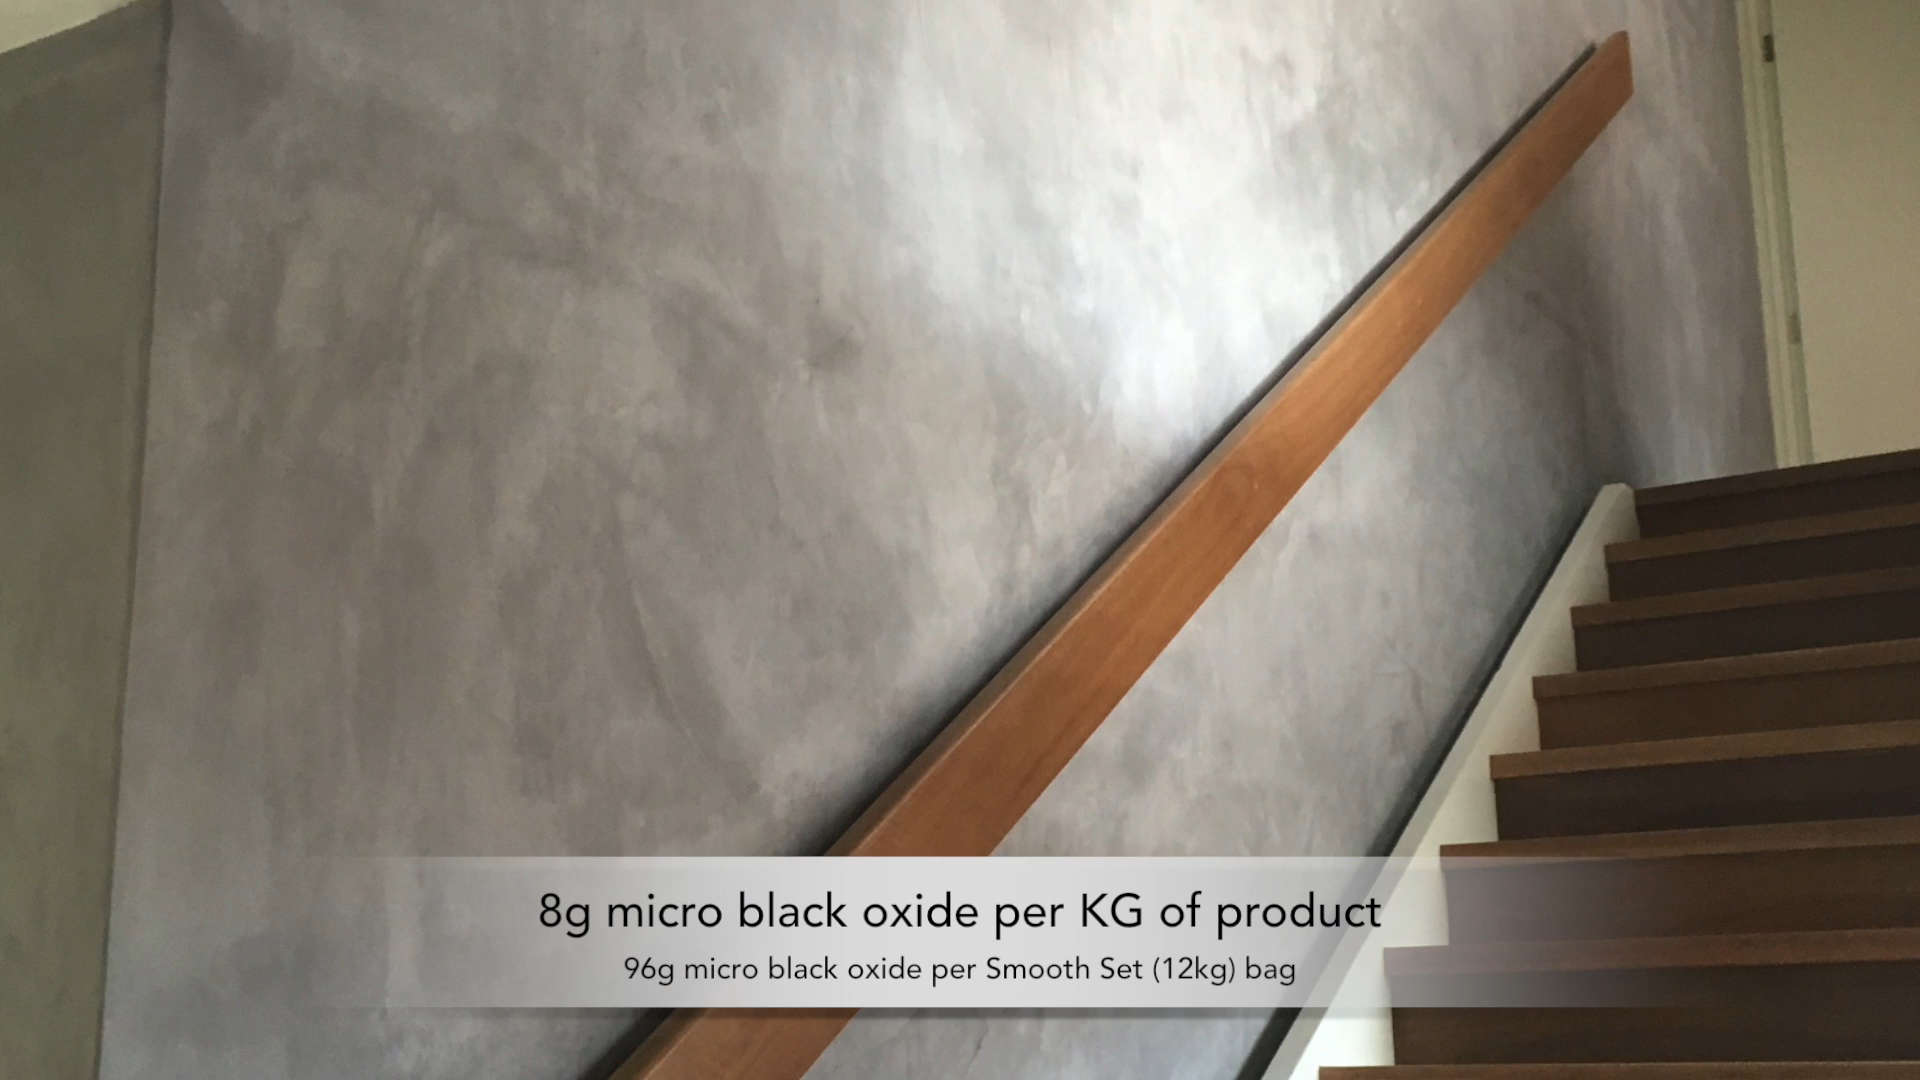 8g micro black oxide per KG of product
96g micro black oxide per Smooth Set (12kg) bag